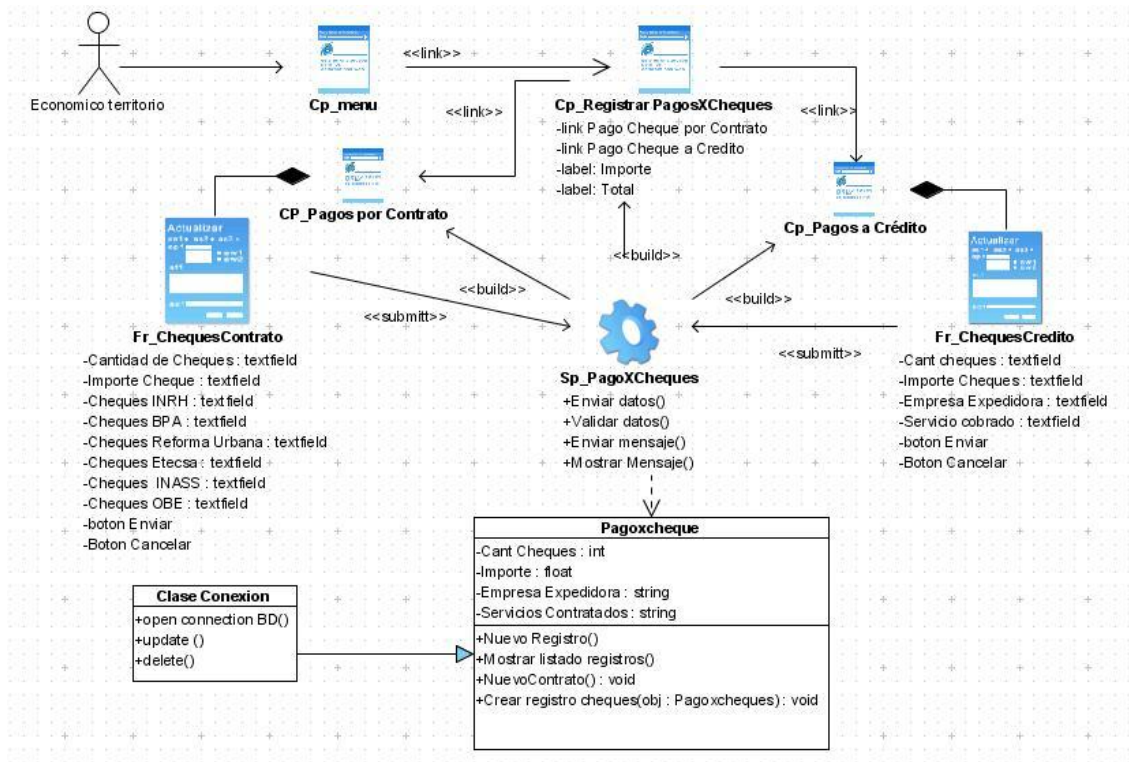 <<link>>
Economico territorio
Cp_menu
Cp_Registrar PagosXCheques
-link Pago Cheque por Contrato
-link Pago Cheque a Credito
-label: Importe
-label: Total
<<link>>
<<link>>
CP_Pagos por Contrato
Cp_Pagos a Crédito
<<build>>
<<build>>
<<build>>
<<submitt>>
<<submitt>>
Actualizar
Fr_ChequesContrato
-Cantidad de Cheques : textfield
-Importe Cheque : textfield
-Cheques INRH : textfield
-Cheques BPA : textfield
-Cheques Reforma Urbana : textfield
-Cheques Etecsa : textfield
-Cheques INASS : textfield
-Cheques OBE : textfield
-boton Enviar
-Boton Cancelar
Sp_PagoXCheques
+Enviar datos()
+Validar datos()
+Enviar mensaje()
+Mostrar Mensaje()
Actualizar
Fr_ChequesCredito
-Cant cheques : textfield
-Importe Cheques : textfield
-Empresa Expedidora : textfield
-Servicio cobrado : textfield
-boton Enviar
-Boton Cancelar
Pagoxcheque
-Cant Cheques : int
-Importe : float
-Empresa Expedidora : string
-Servicios Contratados : string
+Nuevo Registro()
+Mostrar listado registros()
+NuevoContrato() : void
+Crear registro cheques(obj : Pagoxcheques) : void
Clase Conexion
+open connection BD()
+update ()
+delete()